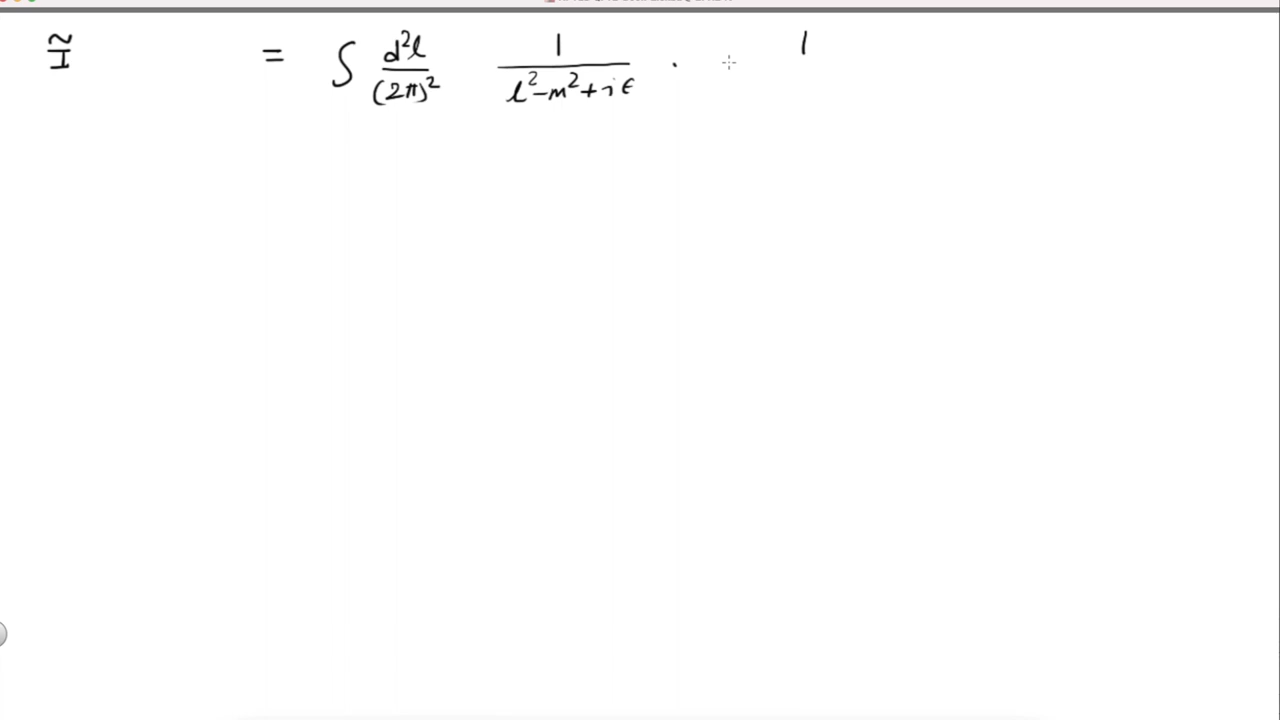 Ĩ = ∫ d²l/(2π)² 1/(l²-m²+iϵ) · 1